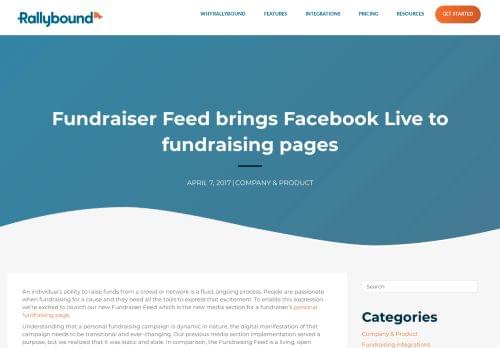 Rallybound
WHY RALLYBOUND
FEATURES
INTEGRATIONS
PRICING
RESOURCES
GET STARTED
Fundraiser Feed brings Facebook Live to
fundraising pages
APRIL 7, 2017 | COMPANY & PRODUCT
An individual's ability to raise funds from a crowd or network is a fluid, ongoing process. People are passionate
when fundraising for a cause and they need all the tools to express that excitement. To enable this expression,
we're excited to launch our new Fundraiser Feed which is the new media section for a fundraiser's personal
fundraising page.
Understanding that a personal fundraising campaign is dynamic in nature, the digital manifestation of that
campaign needs to be transitional and ever-changing. Our previous media section implementation served a
purpose, but we realized that it was static and stale. In comparison, the Fundraising Feed is a living, open
Search
Categories
Company & Product
Fundraising Integrations